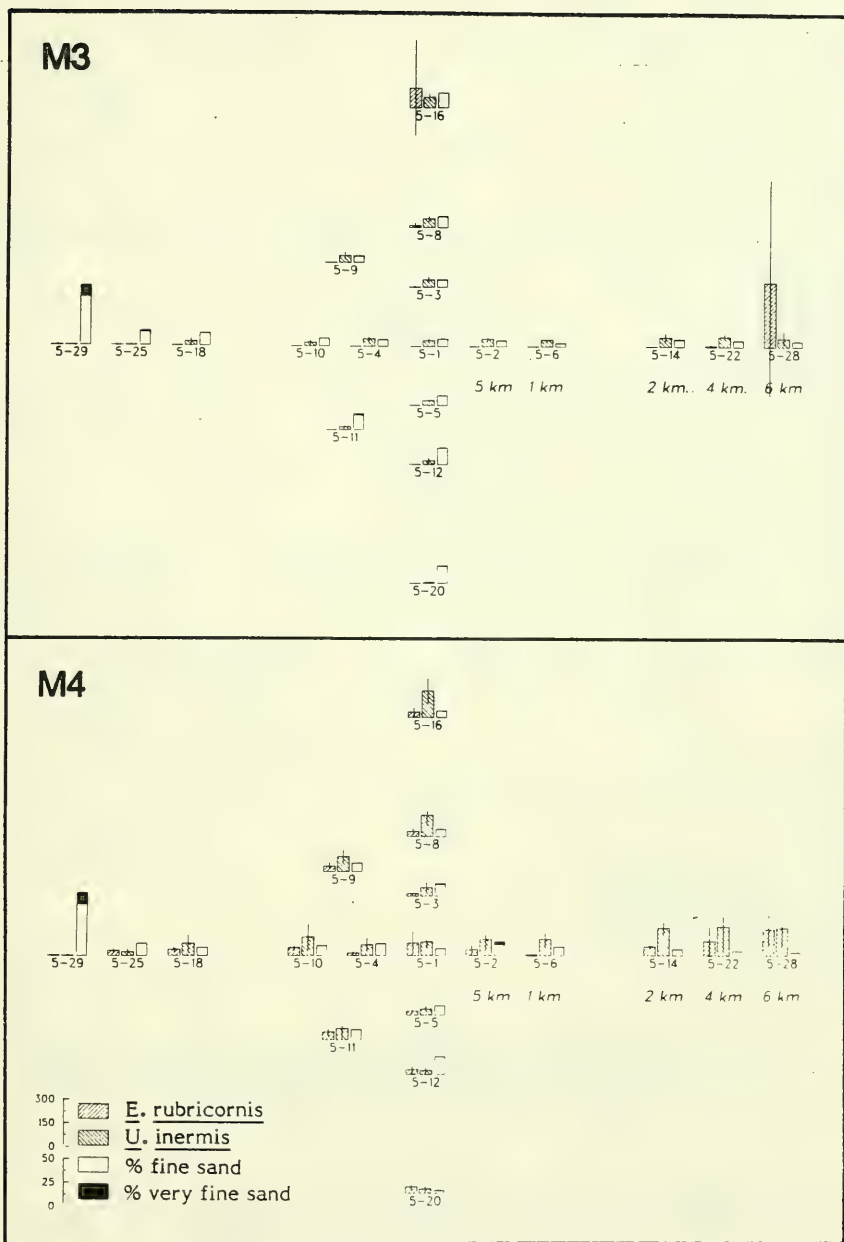 M3
5-16
5-8
5-9
5-3
5-29 5-25 5-18 5-10 5-4 5-1 5-2 5-6 5-14 5-22 5-28
5 km 1 km 2 km.. 4 km. 6 km
5-5
5-11
5-12
5-20
M4
5-16
5-8
5-9
5-3
5-29 5-25 5-18 5-10 5-4 5-1 5-2 5-6 5-14 5-22 5-28
5 km 1 km 2 km 4 km 6 km
5-5
5-11
5-12
300
150
0
E. rubricornis
U. inermis
50
25
0
% fine sand
% very fine sand
5-20